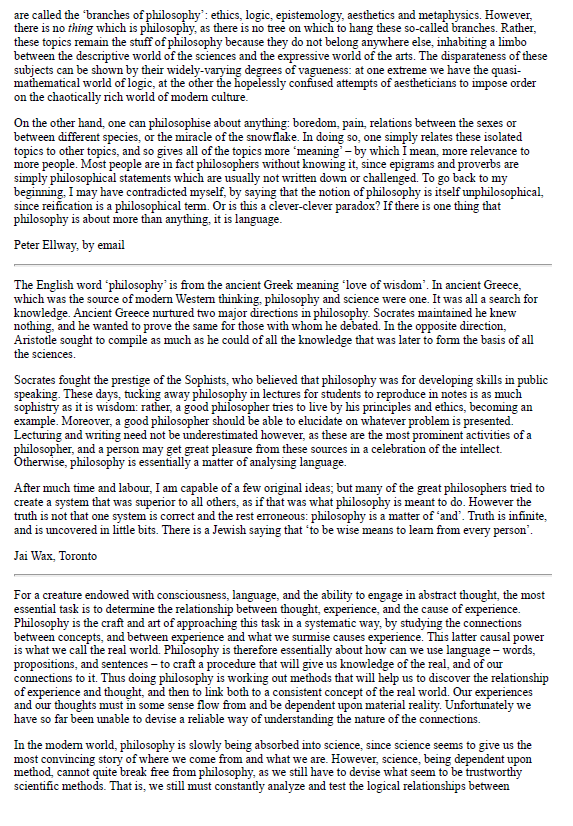 are called the ‘branches of philosophy’: ethics, logic, epistemology, aesthetics and metaphysics. However,
there is no thing which is philosophy, as there is no tree on which to hang these so-called branches. Rather,
these topics remain the stuff of philosophy because they do not belong anywhere else, inhabiting a limbo
between the descriptive world of the sciences and the expressive world of the arts. The disparateness of these
subjects can be shown by their widely-varying degrees of vagueness: at one extreme we have the quasi-
mathematical world of logic, at the other the hopelessly confused attempts of aestheticians to impose order
on the chaotically rich world of modern culture.
On the other hand, one can philosophise about anything: boredom, pain, relations between the sexes or
between different species, or the miracle of the snowflake. In doing so, one simply relates these isolated
topics to other topics, and so gives all of the topics more ‘meaning’ – by which I mean, more relevance to
more people. Most people are in fact philosophers without knowing it, since epigrams and proverbs are
simply philosophical statements which are usually not written down or challenged. To go back to my
beginning, I may have contradicted myself, by saying that the notion of philosophy is itself unphilosophical,
since reification is a philosophical term. Or is this a clever-clever paradox? If there is one thing that
philosophy is about more than anything, it is language.
Peter Ellway, by email
The English word ‘philosophy’ is from the ancient Greek meaning ‘love of wisdom’. In ancient Greece,
which was the source of modern Western thinking, philosophy and science were one. It was all a search for
knowledge. Ancient Greece nurtured two major directions in philosophy. Socrates maintained he knew
nothing, and he wanted to prove the same for those with whom he debated. In the opposite direction,
Aristotle sought to compile as much as he could of all the knowledge that was later to form the basis of all
the sciences.
Socrates fought the prestige of the Sophists, who believed that philosophy was for developing skills in public
speaking. These days, tucking away philosophy in lectures for students to reproduce in notes is as much
sophistry as it is wisdom: rather, a good philosopher tries to live by his principles and ethics, becoming an
example. Moreover, a good philosopher should be able to elucidate on whatever problem is presented.
Lecturing and writing need not be underestimated however, as these are the most prominent activities of a
philosopher, and a person may get great pleasure from these sources in a celebration of the intellect.
Otherwise, philosophy is essentially a matter of analysing language.
After much time and labour, I am capable of a few original ideas; but many of the great philosophers tried to
create a system that was superior to all others, as if that was what philosophy is meant to do. However the
truth is not that one system is correct and the rest erroneous: philosophy is a matter of ‘and’. Truth is infinite,
and is uncovered in little bits. There is a Jewish saying that ‘to be wise means to learn from every person’.
Jai Wax, Toronto
For a creature endowed with consciousness, language, and the ability to engage in abstract thought, the most
essential task is to determine the relationship between thought, experience, and the cause of experience.
Philosophy is the craft and art of approaching this task in a systematic way, by studying the connections
between concepts, and between experience and what we surmise causes experience. This latter causal power
is what we call the real world. Philosophy is therefore essentially about how can we use language – words,
propositions, and sentences – to craft a procedure that will give us knowledge of the real, and of our
connections to it. Thus doing philosophy is working out methods that will help us to discover the relationship
of experience and thought, and then to link both to a consistent concept of the real world. Our experiences
and our thoughts must in some sense flow from and be dependent upon material reality. Unfortunately we
have so far been unable to devise a reliable way of understanding the nature of the connections.
In the modern world, philosophy is slowly being absorbed into science, since science seems to give us the
most convincing story of where we come from and what we are. However, science, being dependent upon
method, cannot quite break free from philosophy, as we still have to devise what seem to be trustworthy
scientific methods. That is, we still must constantly analyze and test the logical relationships between